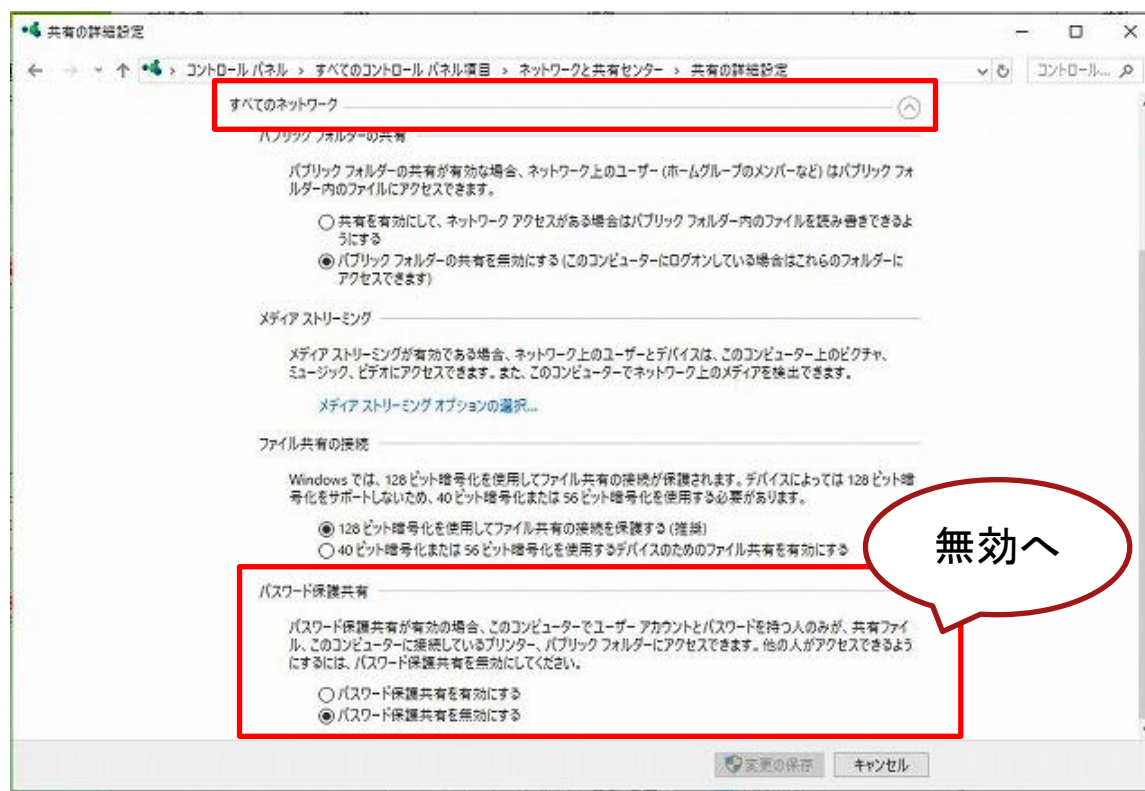 共有の詳細設定
コントロール パネル › すべてのコントロール パネル項目 › ネットワークと共有センター › 共有の詳細設定
コントロール...
すべてのネットワーク
パブリック フォルダーの共有
パブリック フォルダーの共有が有効な場合、ネットワーク上のユーザー (ホームグループのメンバーなど) はパブリック フォ
ルダー内のファイルにアクセスできます。
共有を有効にして、ネットワーク アクセスがある場合はパブリック フォルダー内のファイルを読み書きできるよ
うにする
パブリック フォルダーの共有を無効にする (このコンピューターにログオンしている場合はこれらのフォルダーに
アクセスできます)
メディア ストリーミング
メディア ストリーミングが有効である場合、ネットワーク上のユーザーとデバイスは、このコンピューター上のピクチャ、
ミュージック、ビデオにアクセスできます。また、このコンピューターでネットワーク上のメディアを検出できます。
メディア ストリーミング オプションの選択...
ファイル共有の接続
Windows では、128 ビット暗号化を使用してファイル共有の接続が保護されます。デバイスによっては 128 ビット暗
号化をサポートしないため、40 ビット暗号化または 56 ビット暗号化を使用する必要があります。
128 ビット暗号化を使用してファイル共有の接続を保護する (推奨)
40 ビット暗号化または 56 ビット暗号化を使用するデバイスのためのファイル共有を有効にする
無効へ
パスワード保護共有
パスワード保護共有が有効の場合、このコンピューターでユーザー アカウントとパスワードを持つ人のみが、共有ファイ
ル、このコンピューターに接続しているプリンター、パブリック フォルダーにアクセスできます。他の人がアクセスできるよう
にするには、パスワード保護共有を無効にしてください。
パスワード保護共有を有効にする
パスワード保護共有を無効にする
変更の保存
キャンセル